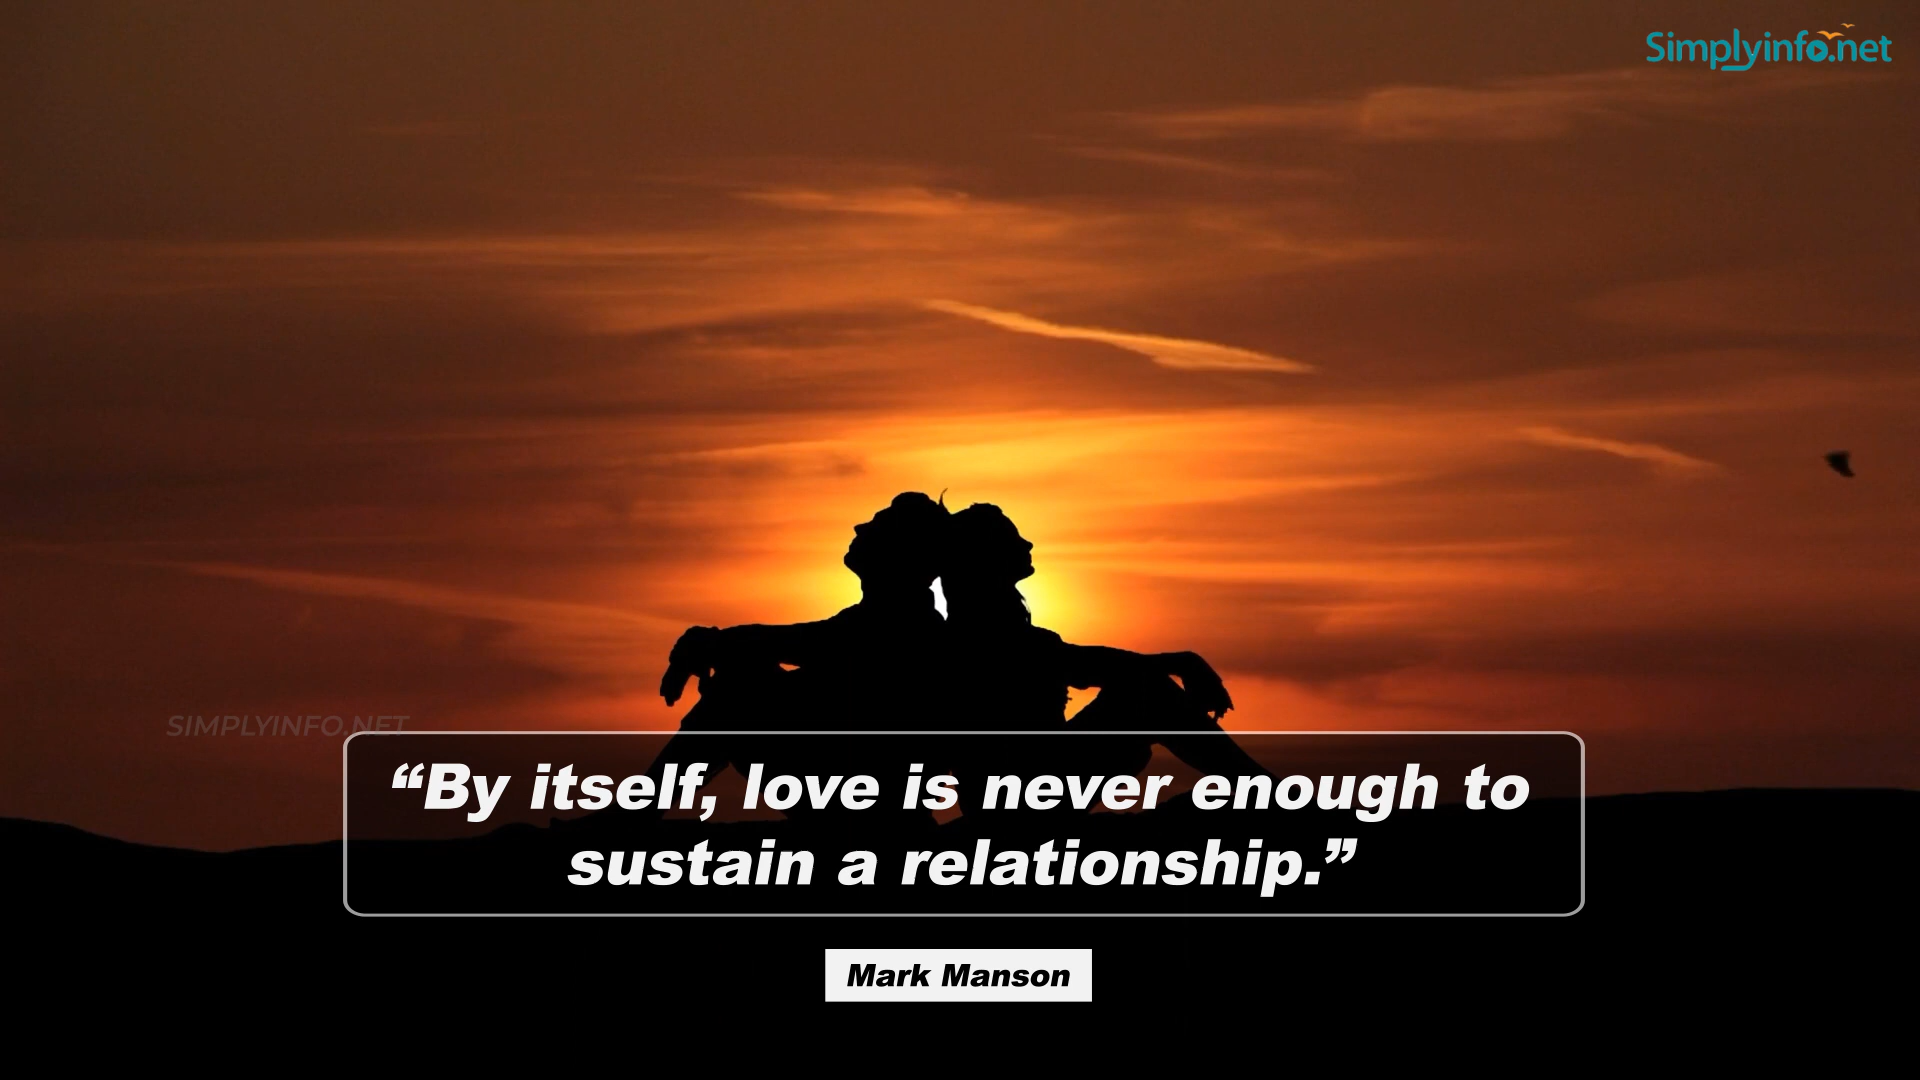 Simplyinfo.net
SIMPLYINFO.NET
“By itself, love is never enough to
sustain a relationship.”
Mark Manson